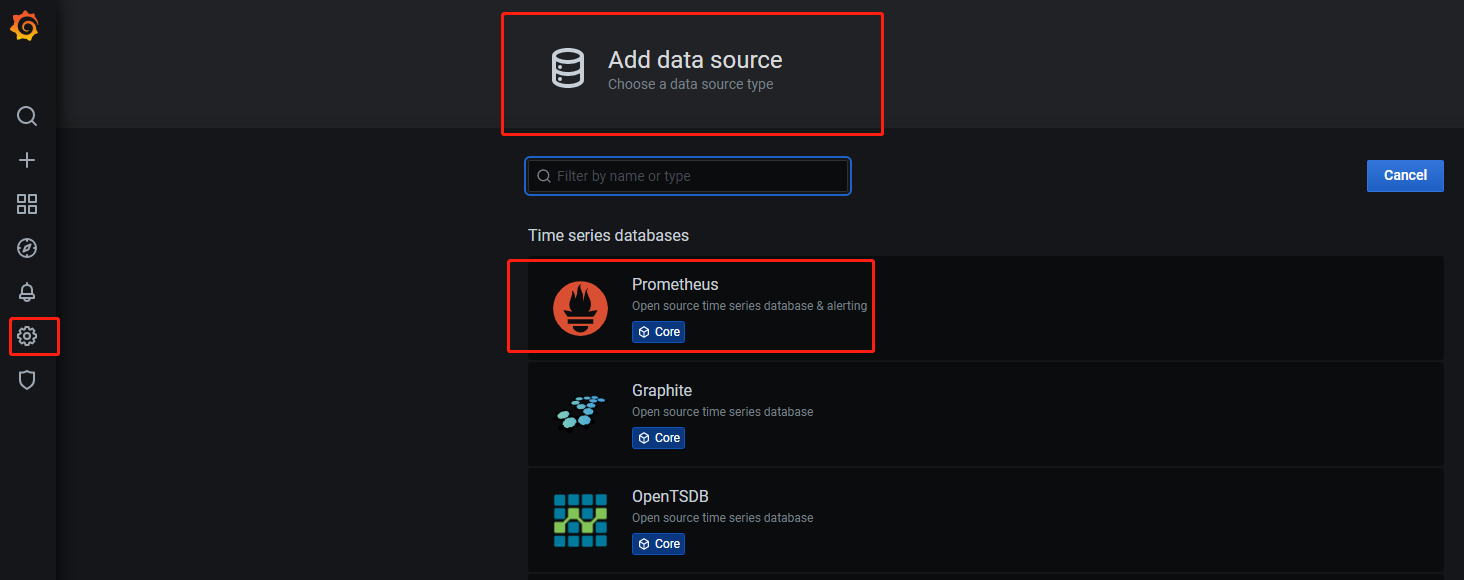 Add data source
Choose a data source type
Filter by name or type
Cancel
Time series databases
Prometheus
Open source time series database & alerting
Core
Graphite
Open source time series database
Core
OpenTSDB
Open source time series database
Core